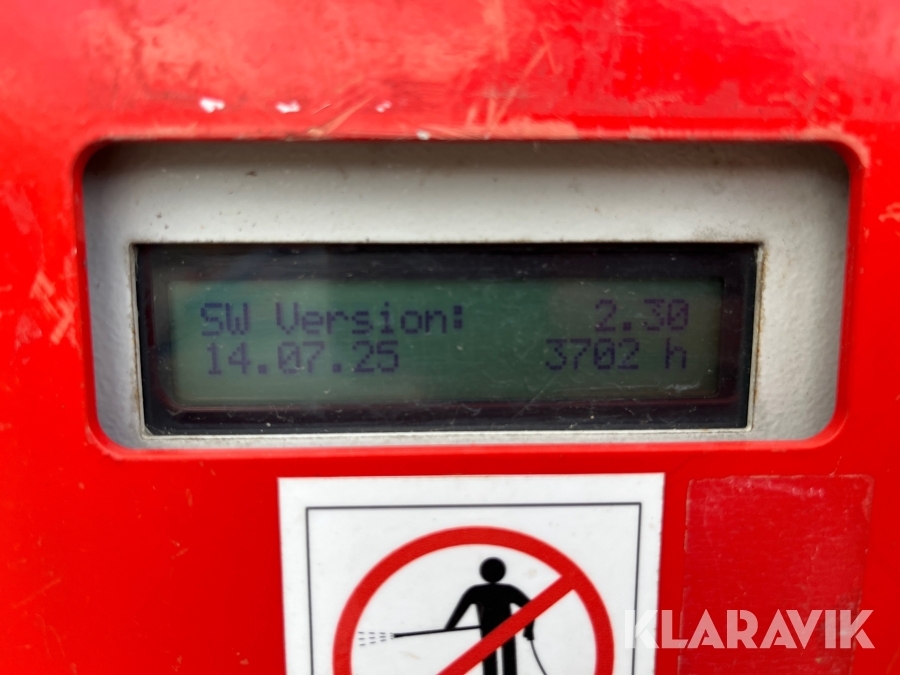 SW Version: 2.30
14.07.25 3702 h
KLARAVIK